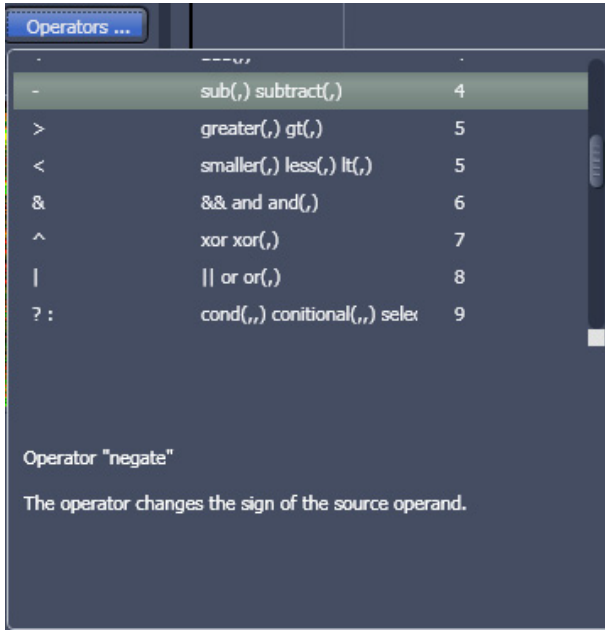 Operators ...
- sub(,) subtract(,) 4
> greater(,) gt(,) 5
< smaller(,) less(,) lt(,) 5
& && and and(,) 6
^ xor xor(,) 7
| || or or(,) 8
? : cond(,,) conitional(,,) selec 9
Operator "negate"
The operator changes the sign of the source operand.